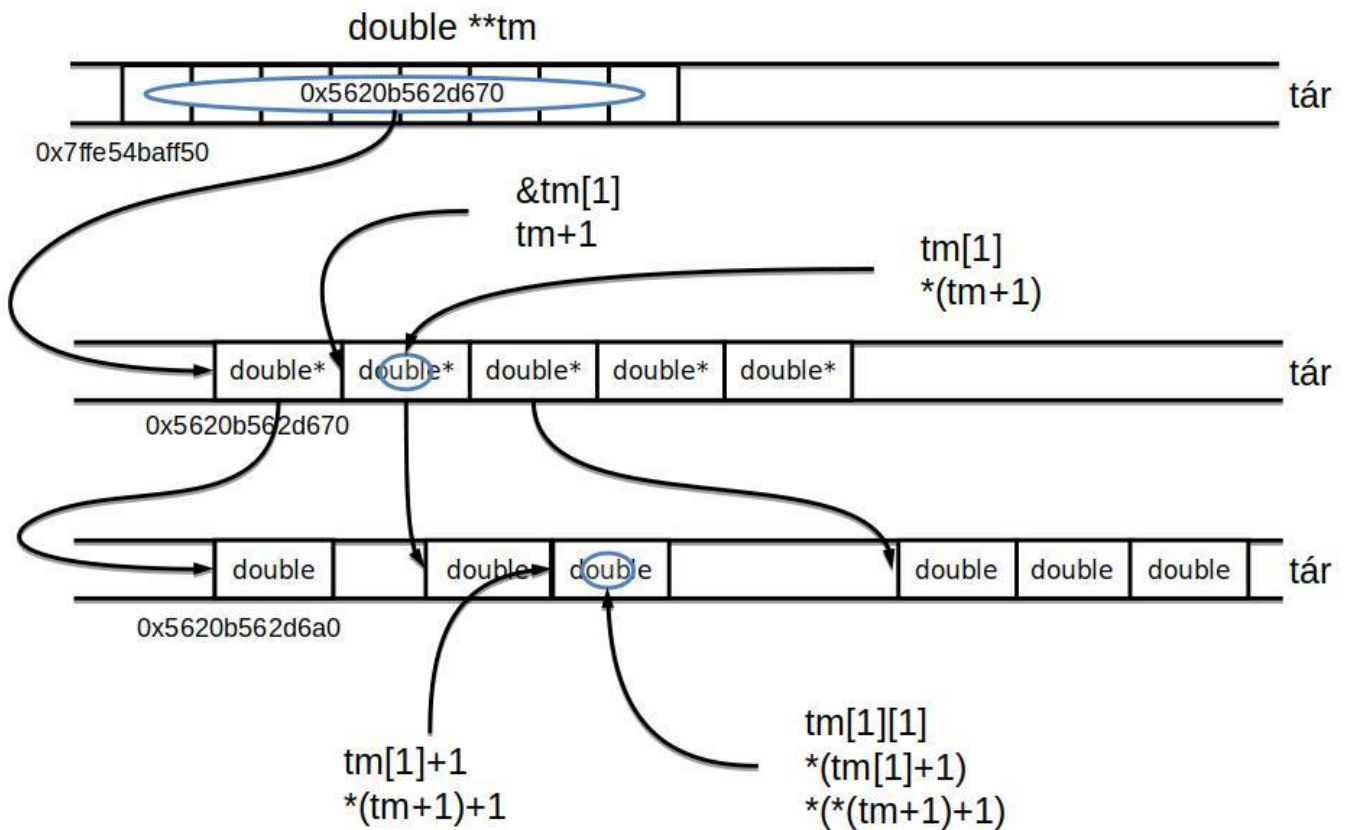 double **tm
0x5620b562d670
tár
0x7ffe54baff50
&tm[1]
tm+1
tm[1]
*(tm+1)
double* double* double* double* double*
tár
0x5620b562d670
double double double double double double
tár
0x5620b562d6a0
tm[1]+1
*(tm+1)+1
tm[1][1]
*(tm[1]+1)
*(*(tm+1)+1)